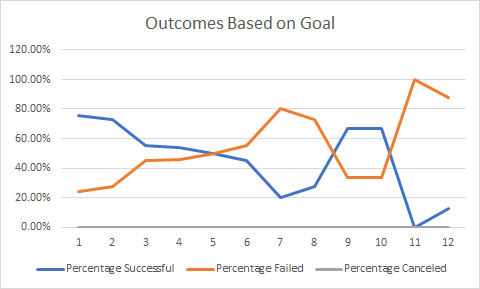 Outcomes Based on Goal
120.00%
100.00%
80.00%
60.00%
40.00%
20.00%
0.00%
1 2 3 4 5 6 7 8 9 10 11 12
Percentage Successful Percentage Failed Percentage Canceled